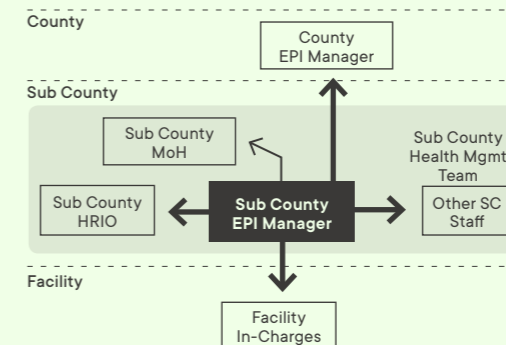 County
County
EPI Manager
Sub County
Sub County
MoH
Sub County
Health Mgmt
Team
Sub County
HRIO
Sub County
EPI Manager
Other SC
Staff
Facility
Facility
In-Charges